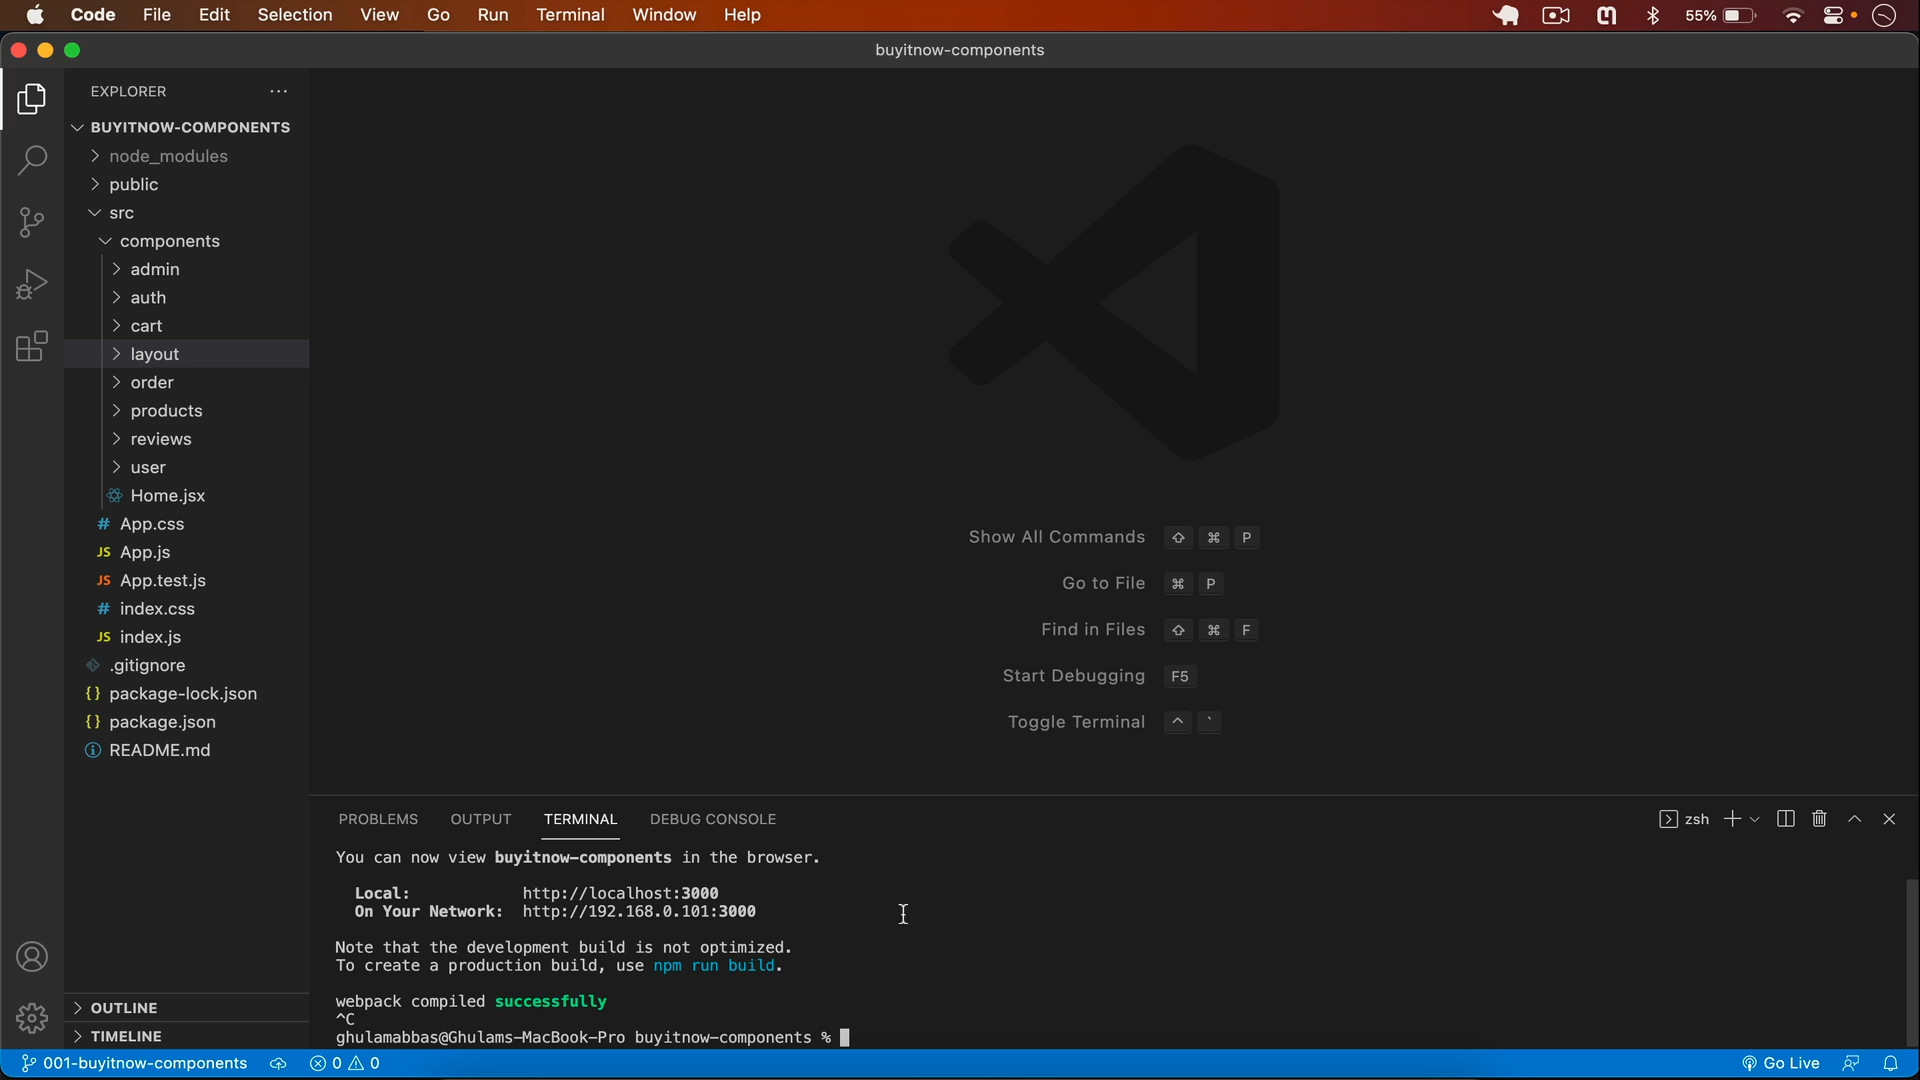 Code File Edit Selection View Go Run Terminal Window Help 55%
buyitnow-components
EXPLORER
BUYITNOW-COMPONENTS
node_modules
public
src
components
admin
auth
cart
layout
order
products
reviews
user
Home.jsx
# App.css
JS App.js
JS App.test.js
# index.css
JS index.js
.gitignore
{} package-lock.json
{} package.json
README.md
OUTLINE
TIMELINE
Show All Commands ⇧ ⌘ P
Go to File ⌘ P
Find in Files ⇧ ⌘ F
Start Debugging F5
Toggle Terminal ^ `
PROBLEMS OUTPUT TERMINAL DEBUG CONSOLE zsh
You can now view buyitnow-components in the browser.
Local: http://localhost:3000
On Your Network: http://192.168.0.101:3000
Note that the development build is not optimized.
To create a production build, use npm run build.
webpack compiled successfully
^C
ghulamabbas@Ghulams-MacBook-Pro buyitnow-components %
001-buyitnow-components 0 0 Go Live